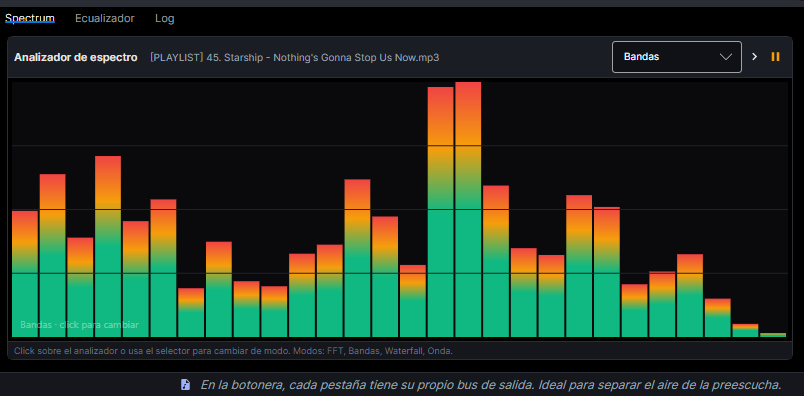 Spectrum Ecualizador Log
Analizador de espectro [PLAYLIST] 45. Starship - Nothing's Gonna Stop Us Now.mp3 Bandas
Bandas · click para cambiar
Click sobre el analizador o usa el selector para cambiar de modo. Modos: FFT, Bandas, Waterfall, Onda.
En la botonera, cada pestaña tiene su propio bus de salida. Ideal para separar el aire de la preescucha.